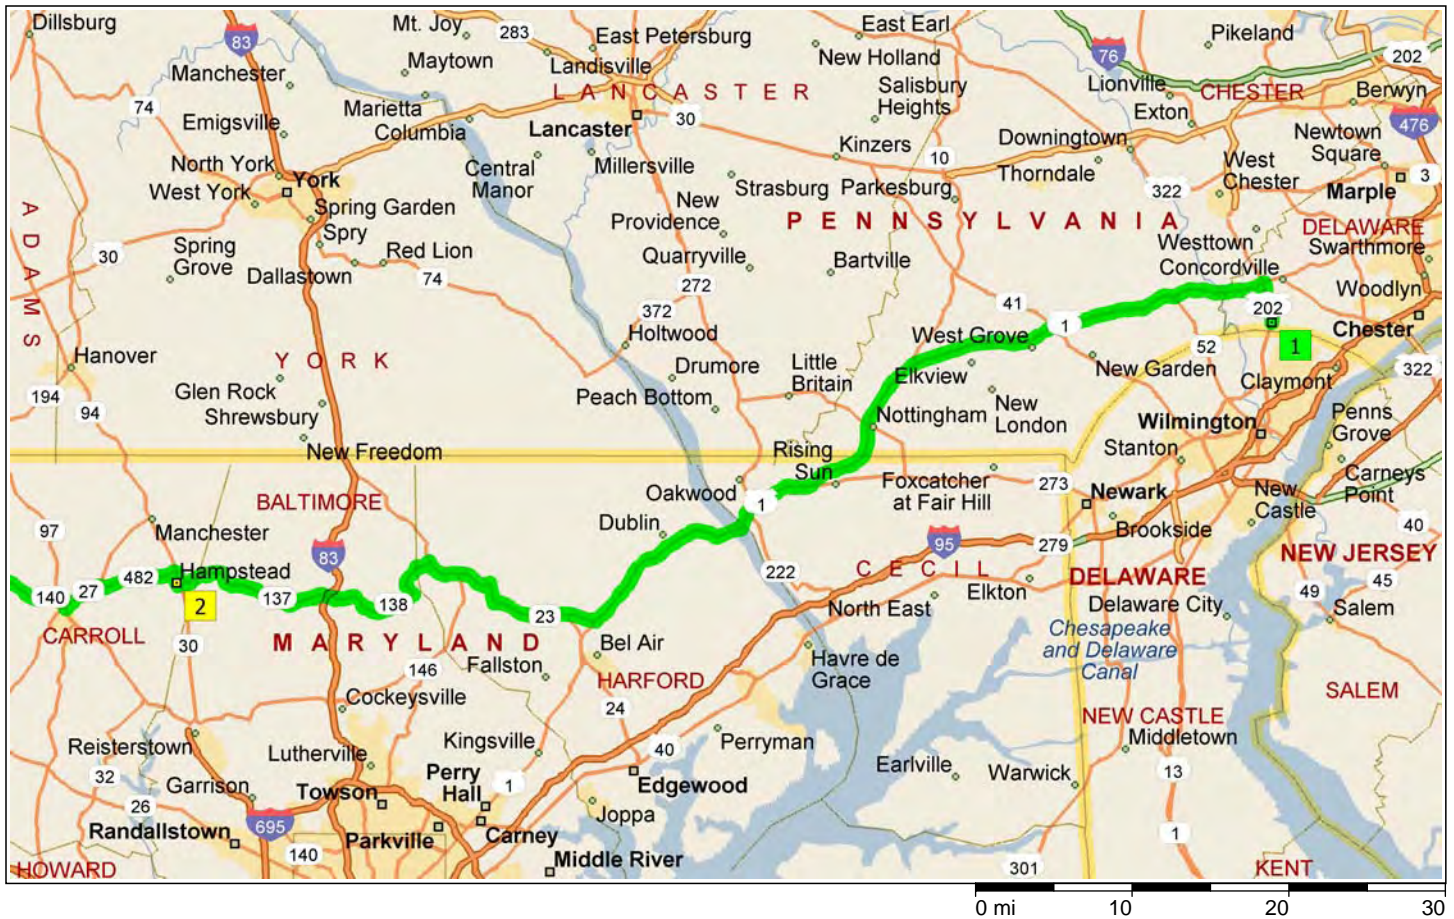 Dillsburg
83
Mt. Joy
283
East Petersburg
East Earl
Pikeland
76
202
Manchester
Maytown
Landisville
New Holland
Lionville
CHESTER
Berwyn
74
Marietta
LANCASTER
Salisbury
Heights
Exton
476
Emigsville
Columbia
Lancaster
30
Kinzers
10
Downingtown
Newtown
Square
North York
West York
York
Central
Manor
Millersville
Strasburg
Parkesburg
Thorndale
322
West
Chester
Marple
3
ADAMS
Spring Garden
Spry
New
Providence
PENNSYLVANIA
DELAWARE
30
Spring
Grove
Dallastown
Red Lion
74
Quarryville
Bartville
Westtown
Concordville
Swarthmore
272
372
41
1
202
Woodlyn
Hanover
YORK
Holtwood
West Grove
1
Chester
Glen Rock
Drumore
Little
Britain
Elkview
52
New Garden
Claymont
322
194
94
Shrewsbury
Peach Bottom
Nottingham
New
London
Wilmington
Penns
Grove
New Freedom
Rising
Sun
Stanton
BALTIMORE
Oakwood
1
Foxcatcher
at Fair Hill
273
Newark
New
Castle
Carneys
Point
97
Manchester
Dublin
95
279
Brookside
40
83
222
CECIL
NEW JERSEY
140
27
482
Hampstead
2
137
138
23
North East
Elkton
DELAWARE
Delaware City
49
45
Salem
CARROLL
30
MARYLAND
146
Bel Air
Fallston
HARFORD
Havre de
Grace
Chesapeake
and Delaware
Canal
SALEM
Cockeysville
24
NEW CASTLE
Reisterstown
Lutherville
Kingsville
40
Perryman
Middletown
32
Garrison
Towson
Perry
Hall
1
Edgewood
Earlville
Warwick
13
26
Randallstown
695
Parkville
Carney
Joppa
1
HOWARD
140
Middle River
301
KENT
0 mi
10
20
30